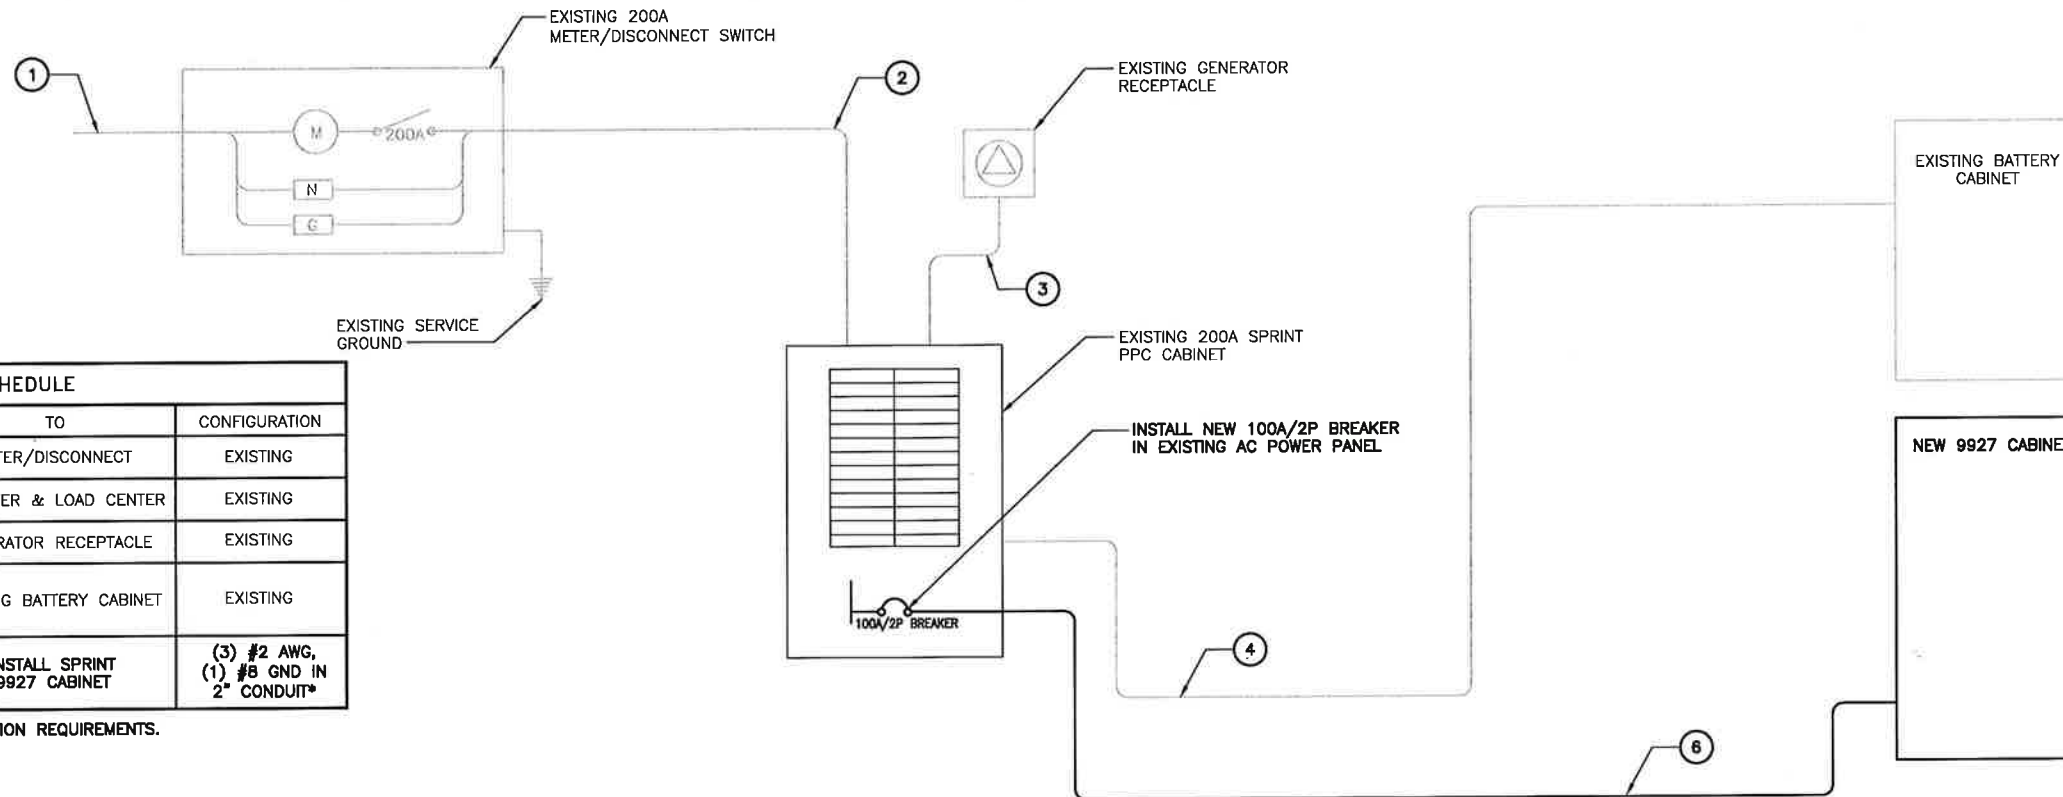 EXISTING 200A
METER/DISCONNECT SWITCH
1
2
M
200A
N
G
EXISTING GENERATOR
RECEPTACLE
3
EXISTING SERVICE
GROUND
EXISTING BATTERY
CABINET
EXISTING 200A SPRINT
PPC CABINET
INSTALL NEW 100A/2P BREAKER
IN EXISTING AC POWER PANEL
100A/2P BREAKER
NEW 9927 CABINE
4
6
HEDULE
TO CONFIGURATION
TER/DISCONNECT EXISTING
ER & LOAD CENTER EXISTING
RATOR RECEPTACLE EXISTING
G BATTERY CABINET EXISTING
NSTALL SPRINT
9927 CABINET
(3) #2 AWG,
(1) #8 GND IN
2" CONDUIT*
ION REQUIREMENTS.